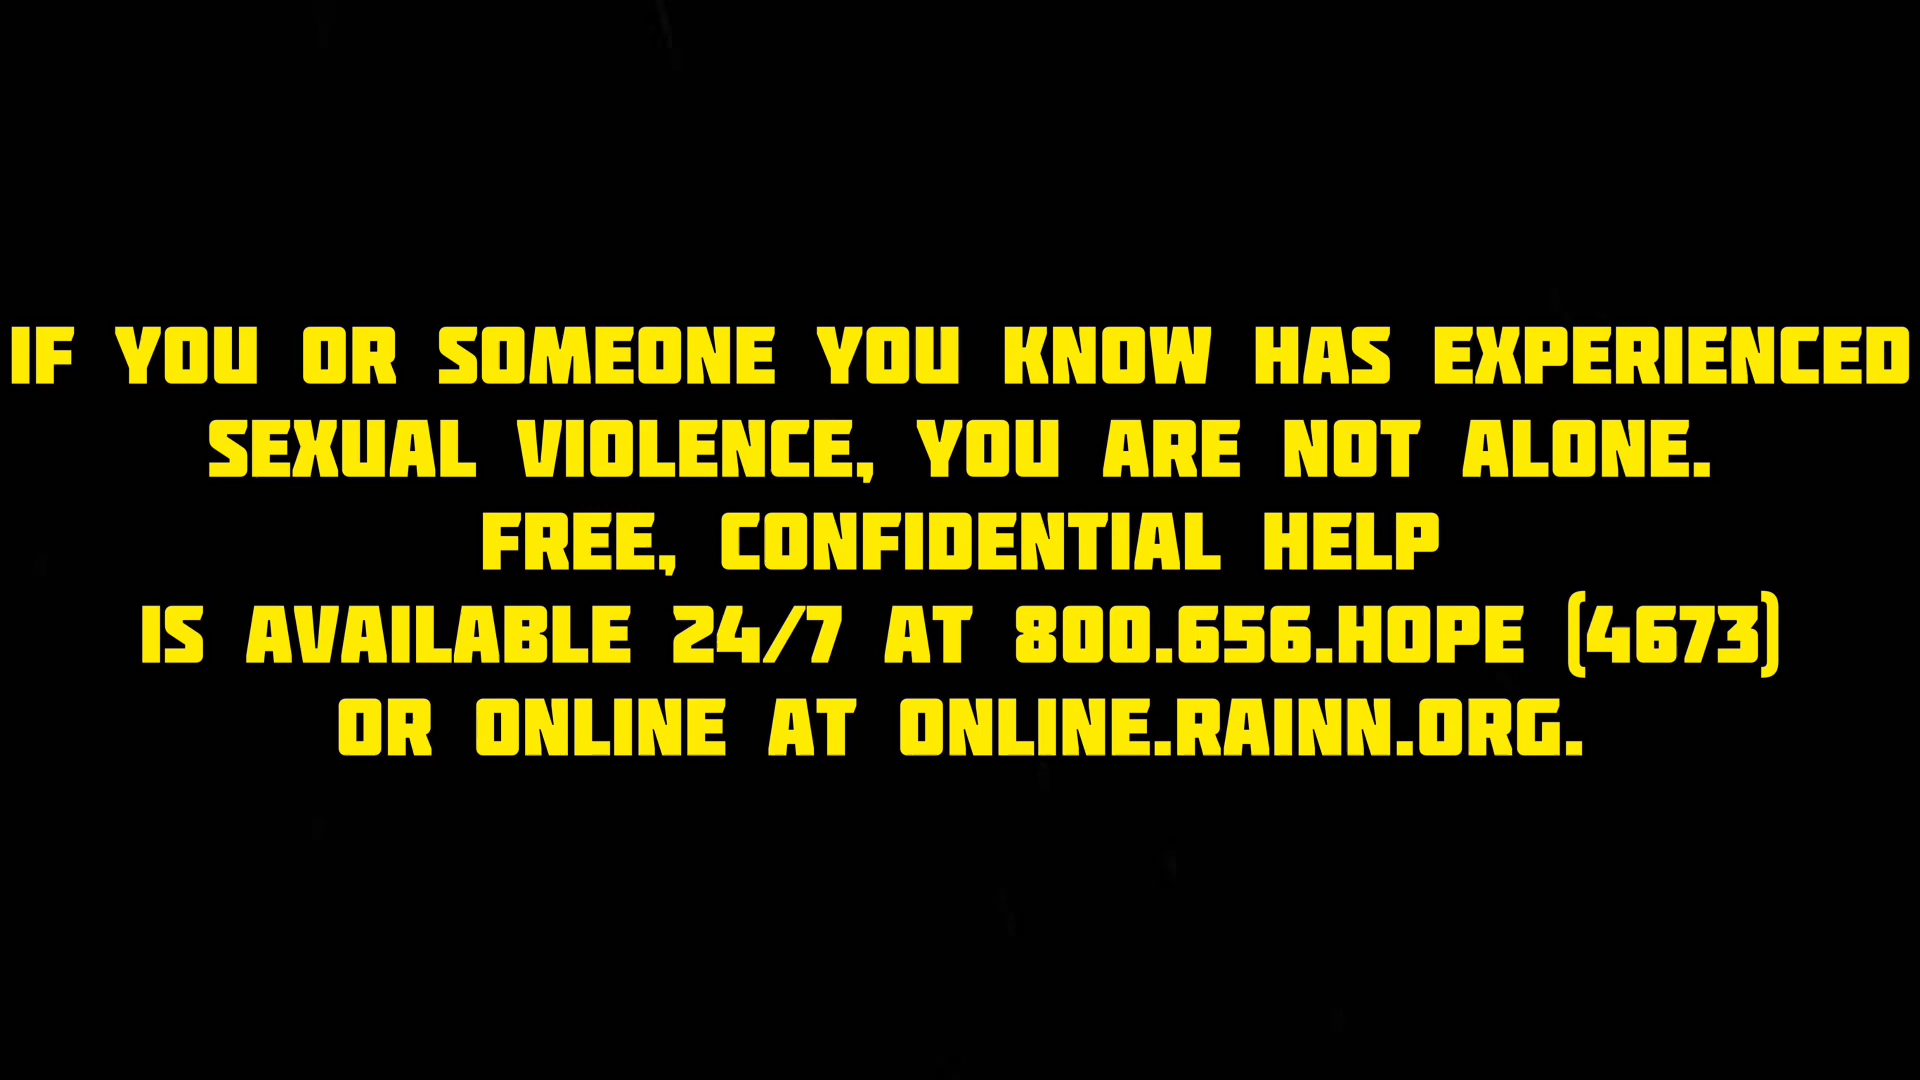 IF YOU OR SOMEONE YOU KNOW HAS EXPERIENCED
SEXUAL VIOLENCE, YOU ARE NOT ALONE.
FREE, CONFIDENTIAL HELP
IS AVAILABLE 24/7 AT 800.656.HOPE (4673)
OR ONLINE AT ONLINE.RAINN.ORG.